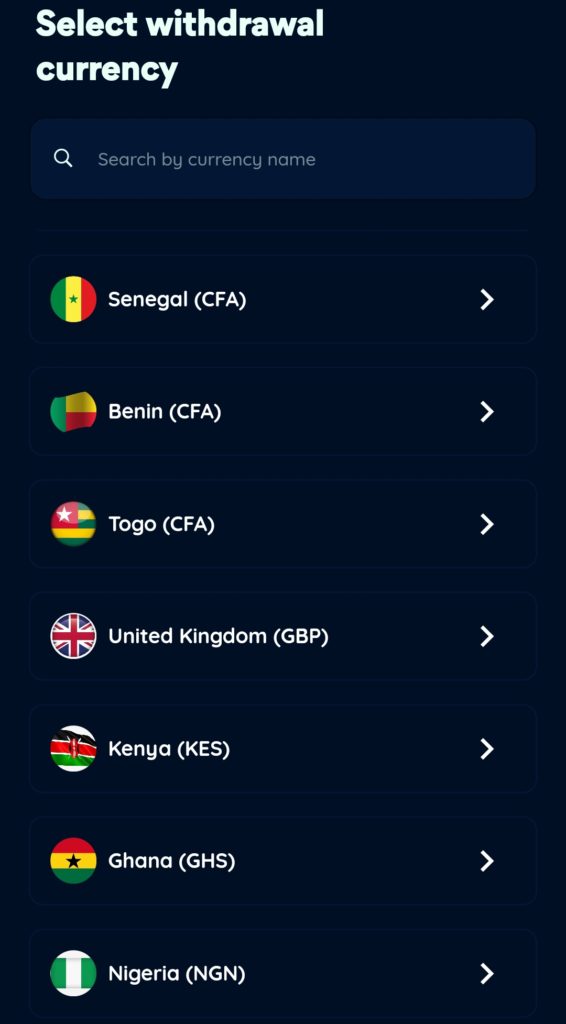 Select withdrawal
currency
Search by currency name
Senegal (CFA)
Benin (CFA)
Togo (CFA)
United Kingdom (GBP)
Kenya (KES)
Ghana (GHS)
Nigeria (NGN)